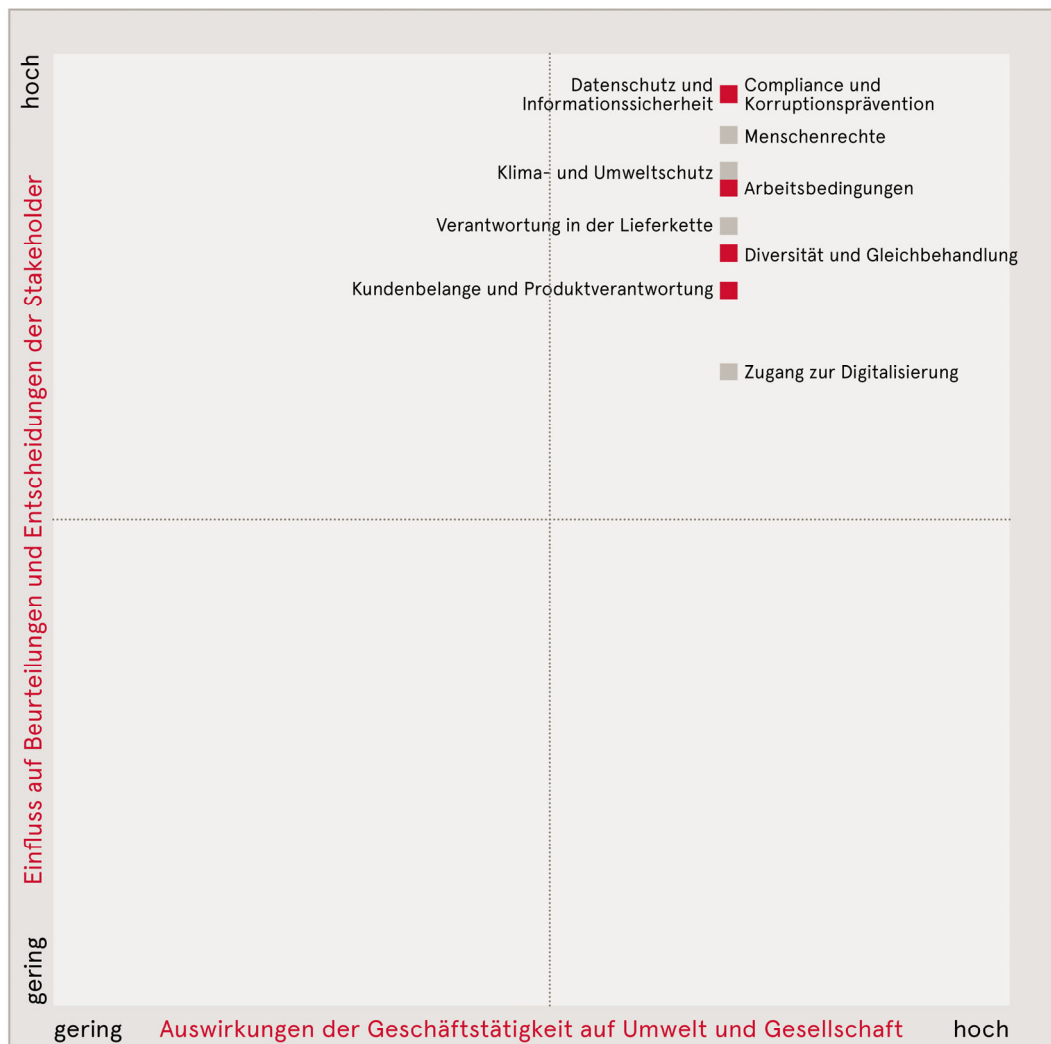 hoch
Einfluss auf Beurteilungen und Entscheidungen der Stakeholder
gering
Datenschutz und
Informationssicherheit
Compliance und
Korruptionsprävention
Menschenrechte
Klima- und Umweltschutz
Arbeitsbedingungen
Verantwortung in der Lieferkette
Diversität und Gleichbehandlung
Kundenbelange und Produktverantwortung
Zugang zur Digitalisierung
gering
Auswirkungen der Geschäftstätigkeit auf Umwelt und Gesellschaft
hoch